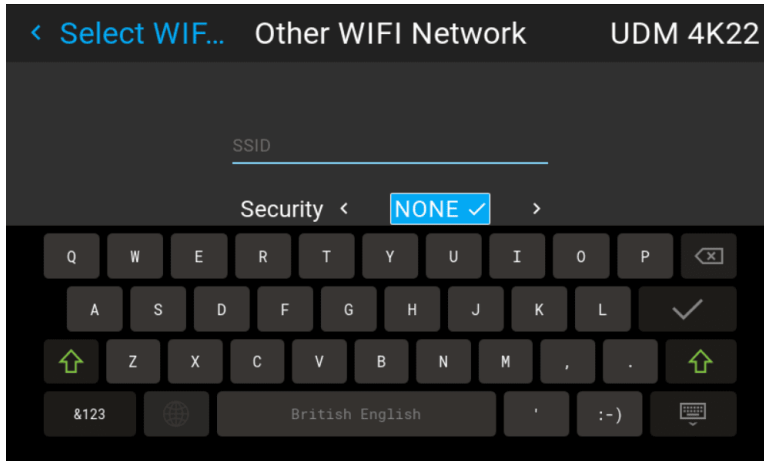 Select WIF... Other WIFI Network UDM 4K22
SSID
Security NONE
Q W E R T Y U I O P
A S D F G H J K L
Z X C V B N M , .
&123 British English ' :-)